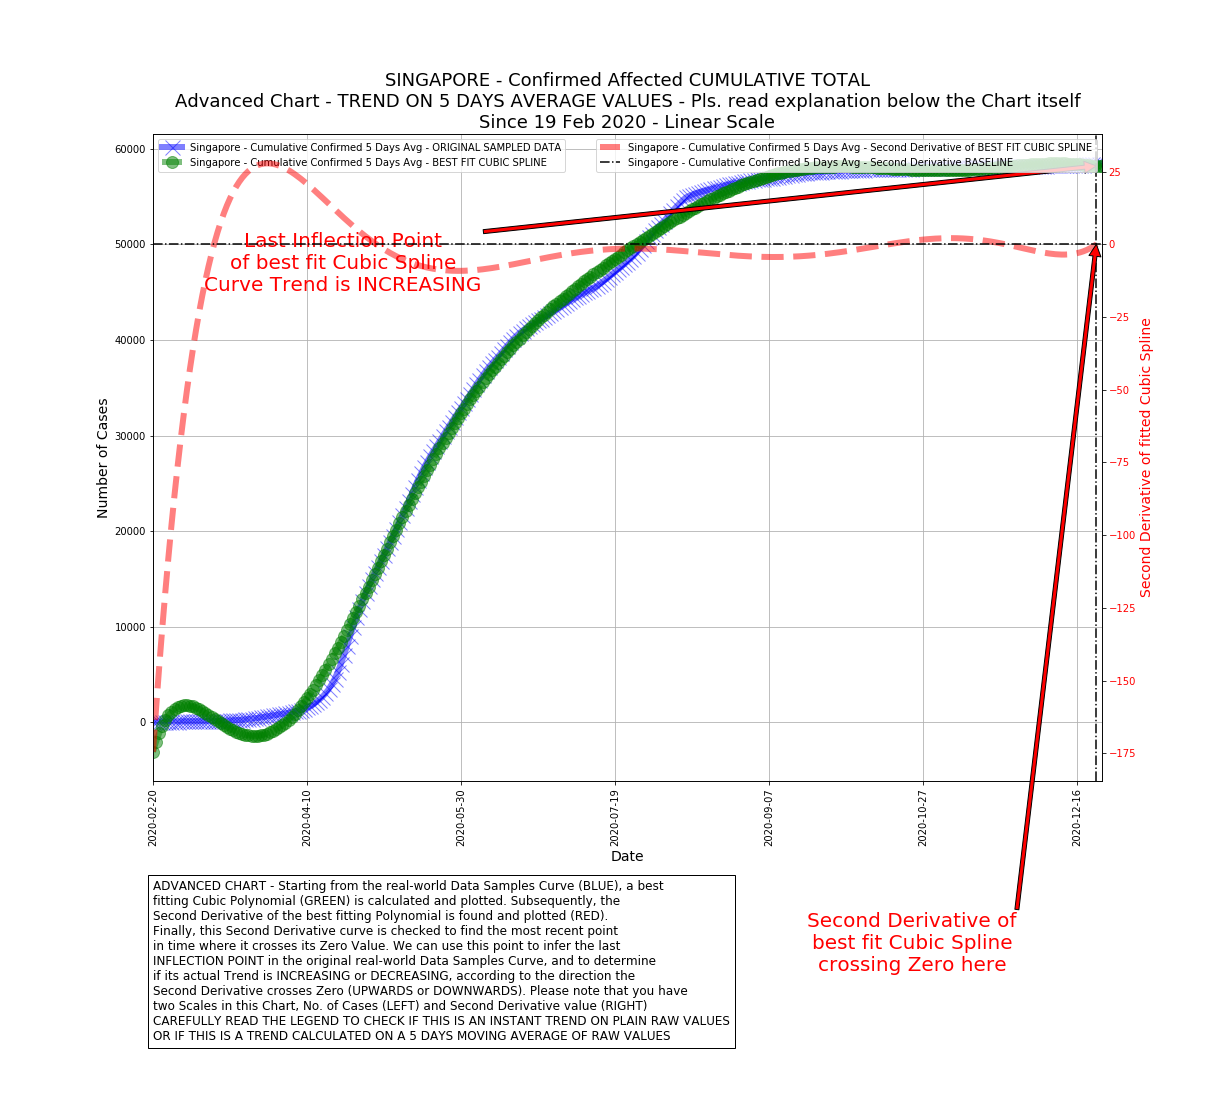 SINGAPORE - Confirmed Affected CUMULATIVE TOTAL
Advanced Chart - TREND ON 5 DAYS AVERAGE VALUES - Pls. read explanation below the Chart itself
Since 19 Feb 2020 - Linear Scale
Singapore - Cumulative Confirmed 5 Days Avg - ORIGINAL SAMPLED DATA
Singapore - Cumulative Confirmed 5 Days Avg - BEST FIT CUBIC SPLINE
Singapore - Cumulative Confirmed 5 Days Avg - Second Derivative of BEST FIT CUBIC SPLINE
Singapore - Cumulative Confirmed 5 Days Avg - Second Derivative BASELINE
Last Inflection Point
of best fit Cubic Spline
Curve Trend is INCREASING
Number of Cases
60000
50000
40000
30000
20000
10000
0
25
0
−25
−50
−75
−100
−125
−150
−175
Second Derivative of fitted Cubic Spline
2020-02-20
2020-04-10
2020-05-30
2020-07-19
2020-09-07
2020-10-27
2020-12-16
Date
ADVANCED CHART - Starting from the real-world Data Samples Curve (BLUE), a best
fitting Cubic Polynomial (GREEN) is calculated and plotted. Subsequently, the
Second Derivative of the best fitting Polynomial is found and plotted (RED).
Finally, this Second Derivative curve is checked to find the most recent point
in time where it crosses its Zero Value. We can use this point to infer the last
INFLECTION POINT in the original real-world Data Samples Curve, and to determine
if its actual Trend is INCREASING or DECREASING, according to the direction the
Second Derivative crosses Zero (UPWARDS or DOWNWARDS). Please note that you have
two Scales in this Chart, No. of Cases (LEFT) and Second Derivative value (RIGHT)
CAREFULLY READ THE LEGEND TO CHECK IF THIS IS AN INSTANT TREND ON PLAIN RAW VALUES
OR IF THIS IS A TREND CALCULATED ON A 5 DAYS MOVING AVERAGE OF RAW VALUES
Second Derivative of
best fit Cubic Spline
crossing Zero here